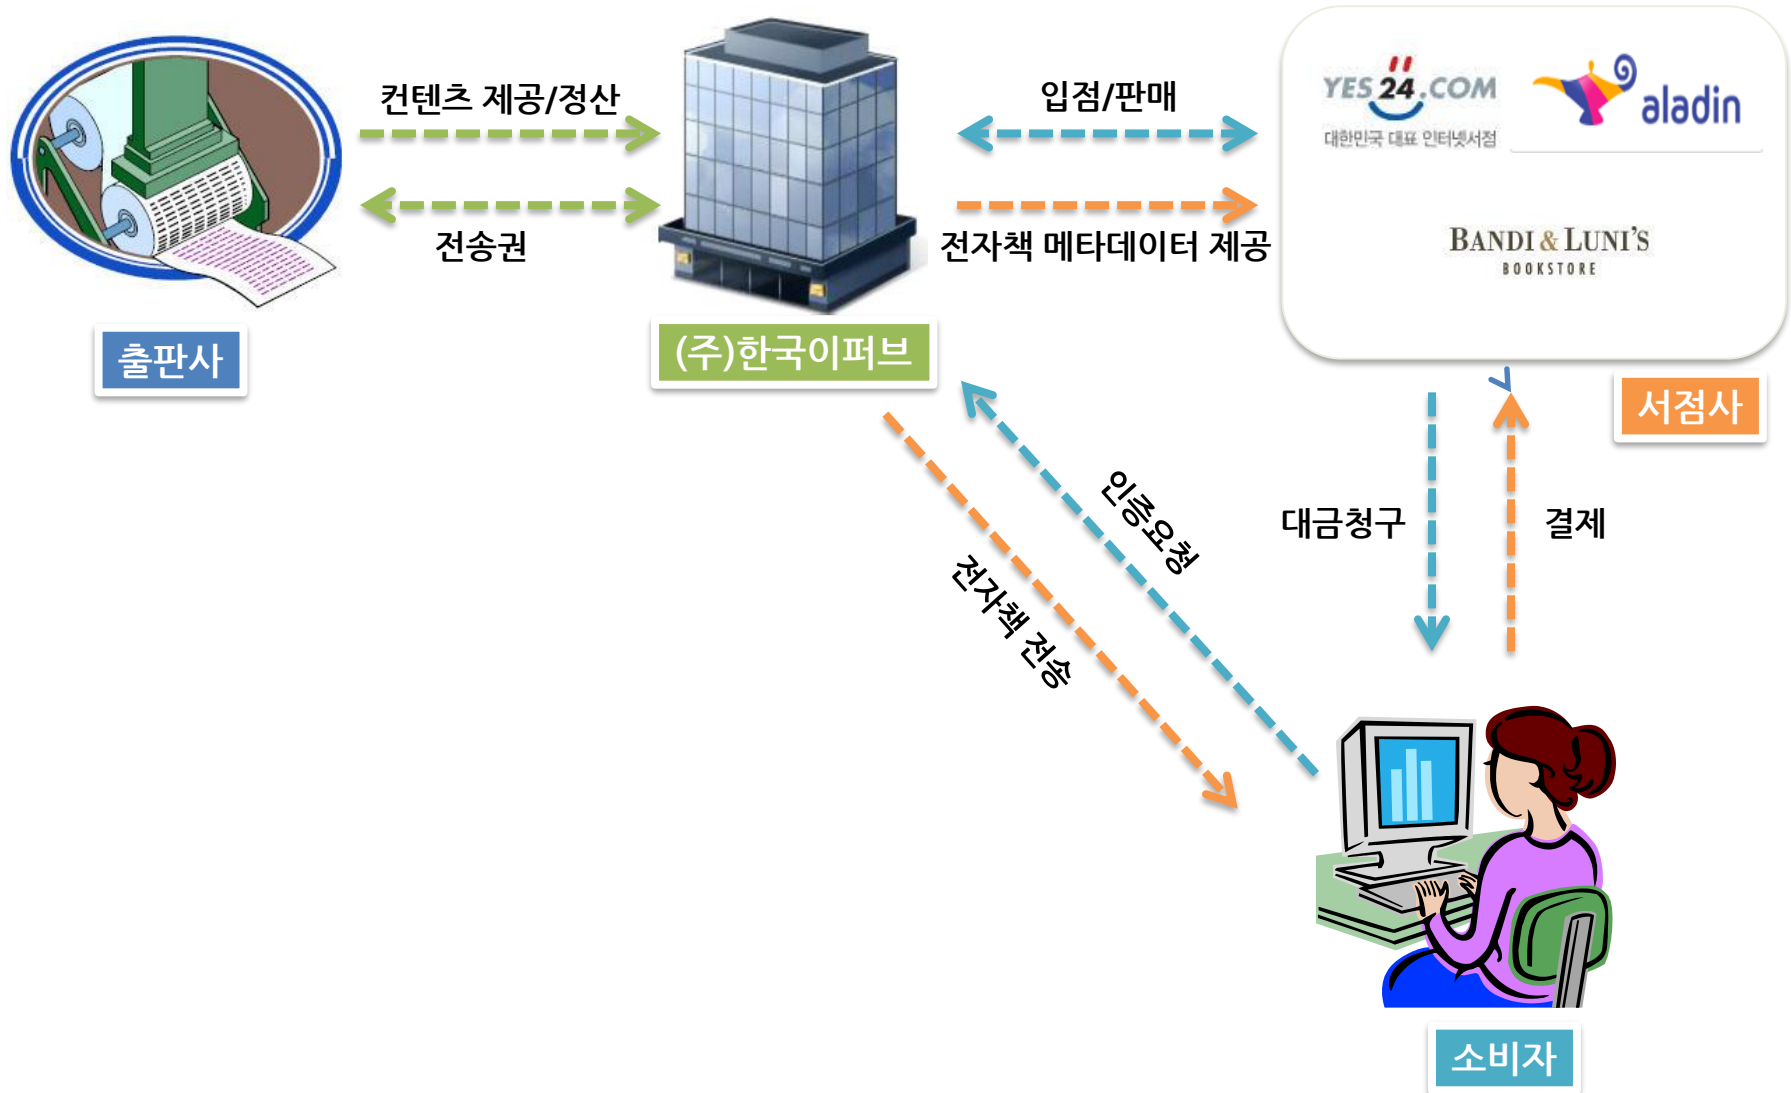 컨텐츠 제공/정산
전송권
출판사
(주)한국이퍼브
입점/판매
전자책 메타데이터 제공
YES24.COM
대한민국 대표 인터넷서점
aladin
BANDI & LUNI'S
BOOKSTORE
서점사
인증요청
전자책 전송
대금청구
결제
소비자